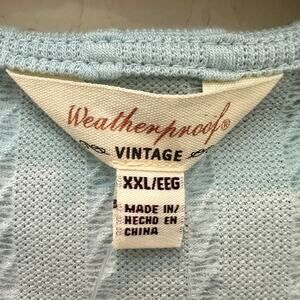 Weatherproof®
VINTAGE
XXL/EEG
MADE IN/
HECHO EN
CHINA